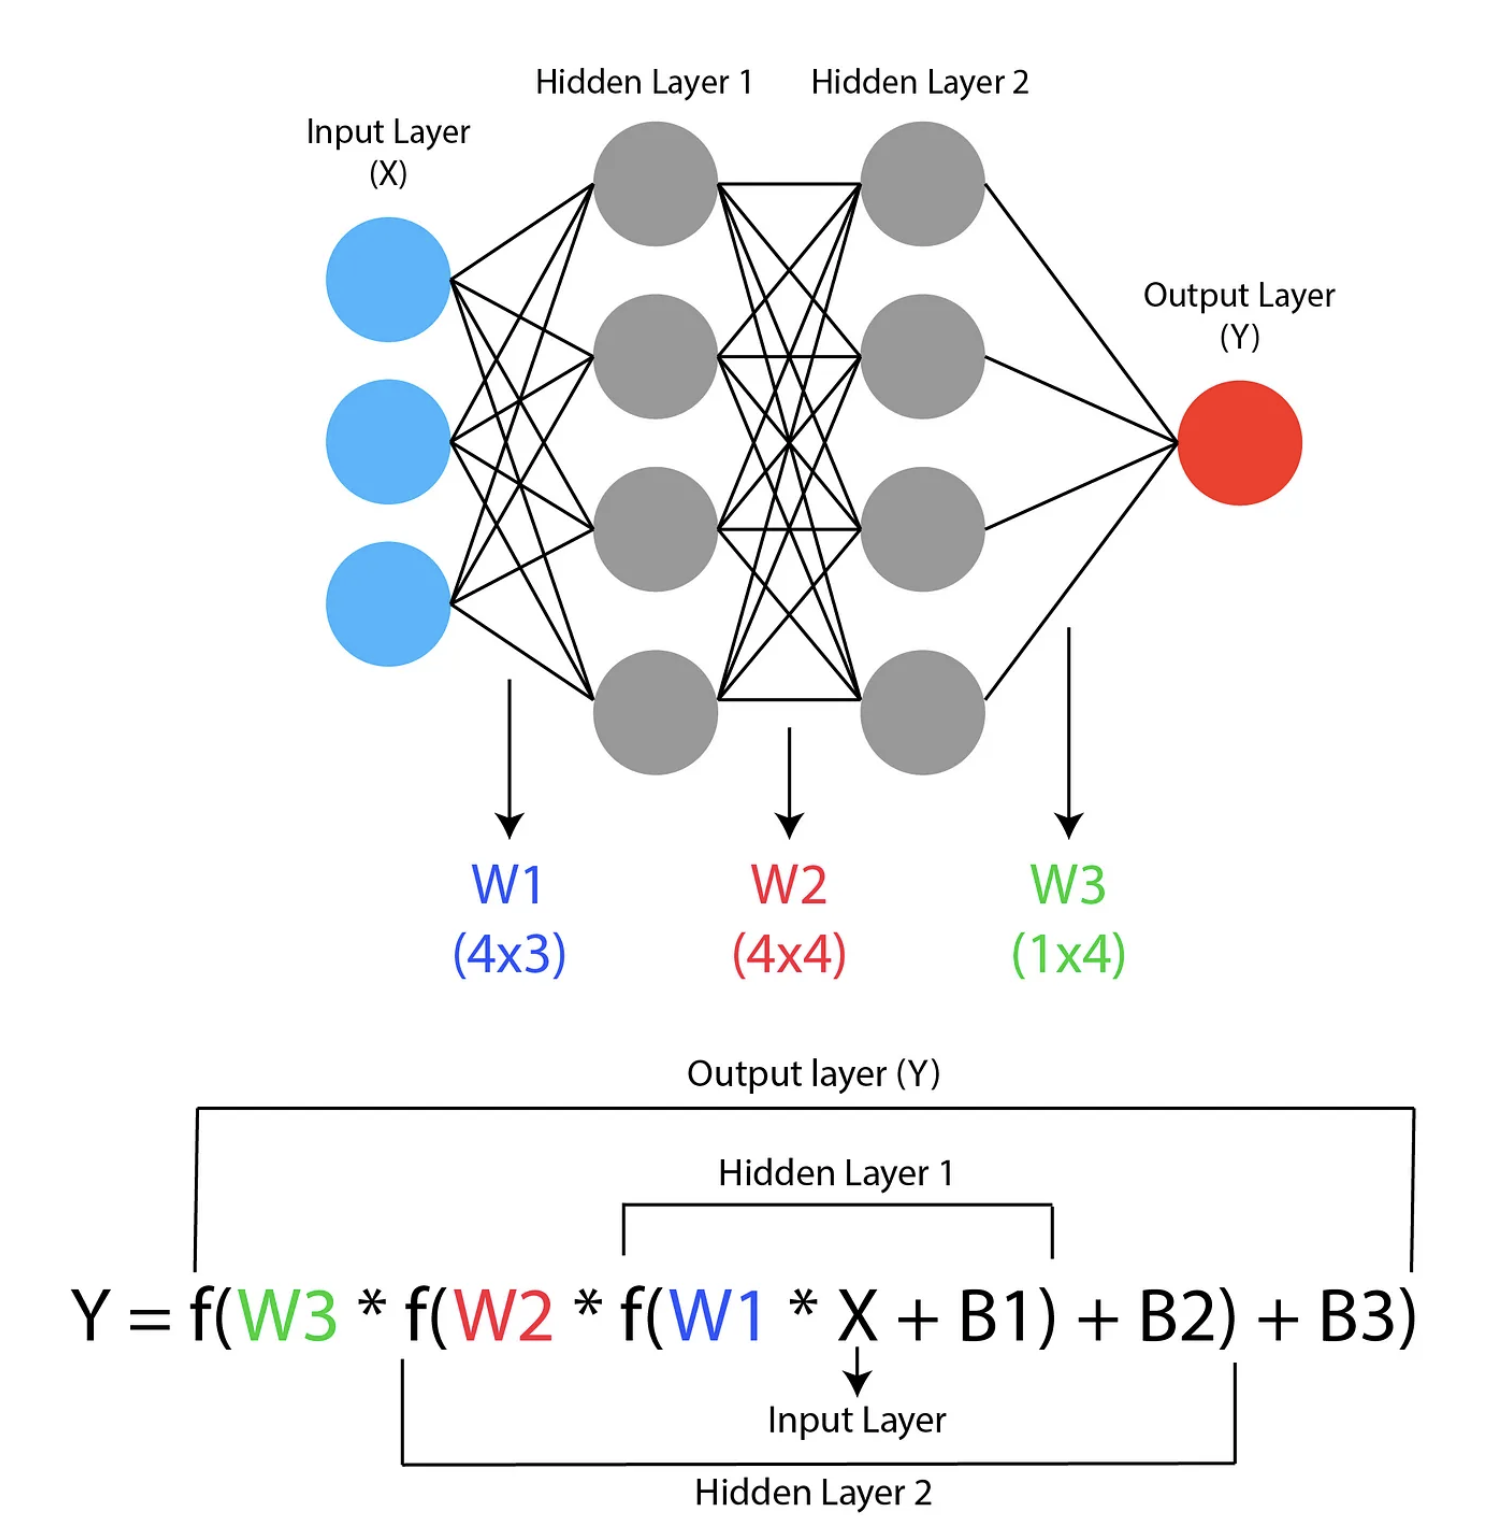 Hidden Layer 1
Hidden Layer 2
Input Layer
(X)
Output Layer
(Y)
W1
(4x3)
W2
(4x4)
W3
(1x4)
Output layer (Y)
Hidden Layer 1
Y = f(W3 * f(W2 * f(W1 * X + B1) + B2) + B3)
Input Layer
Hidden Layer 2